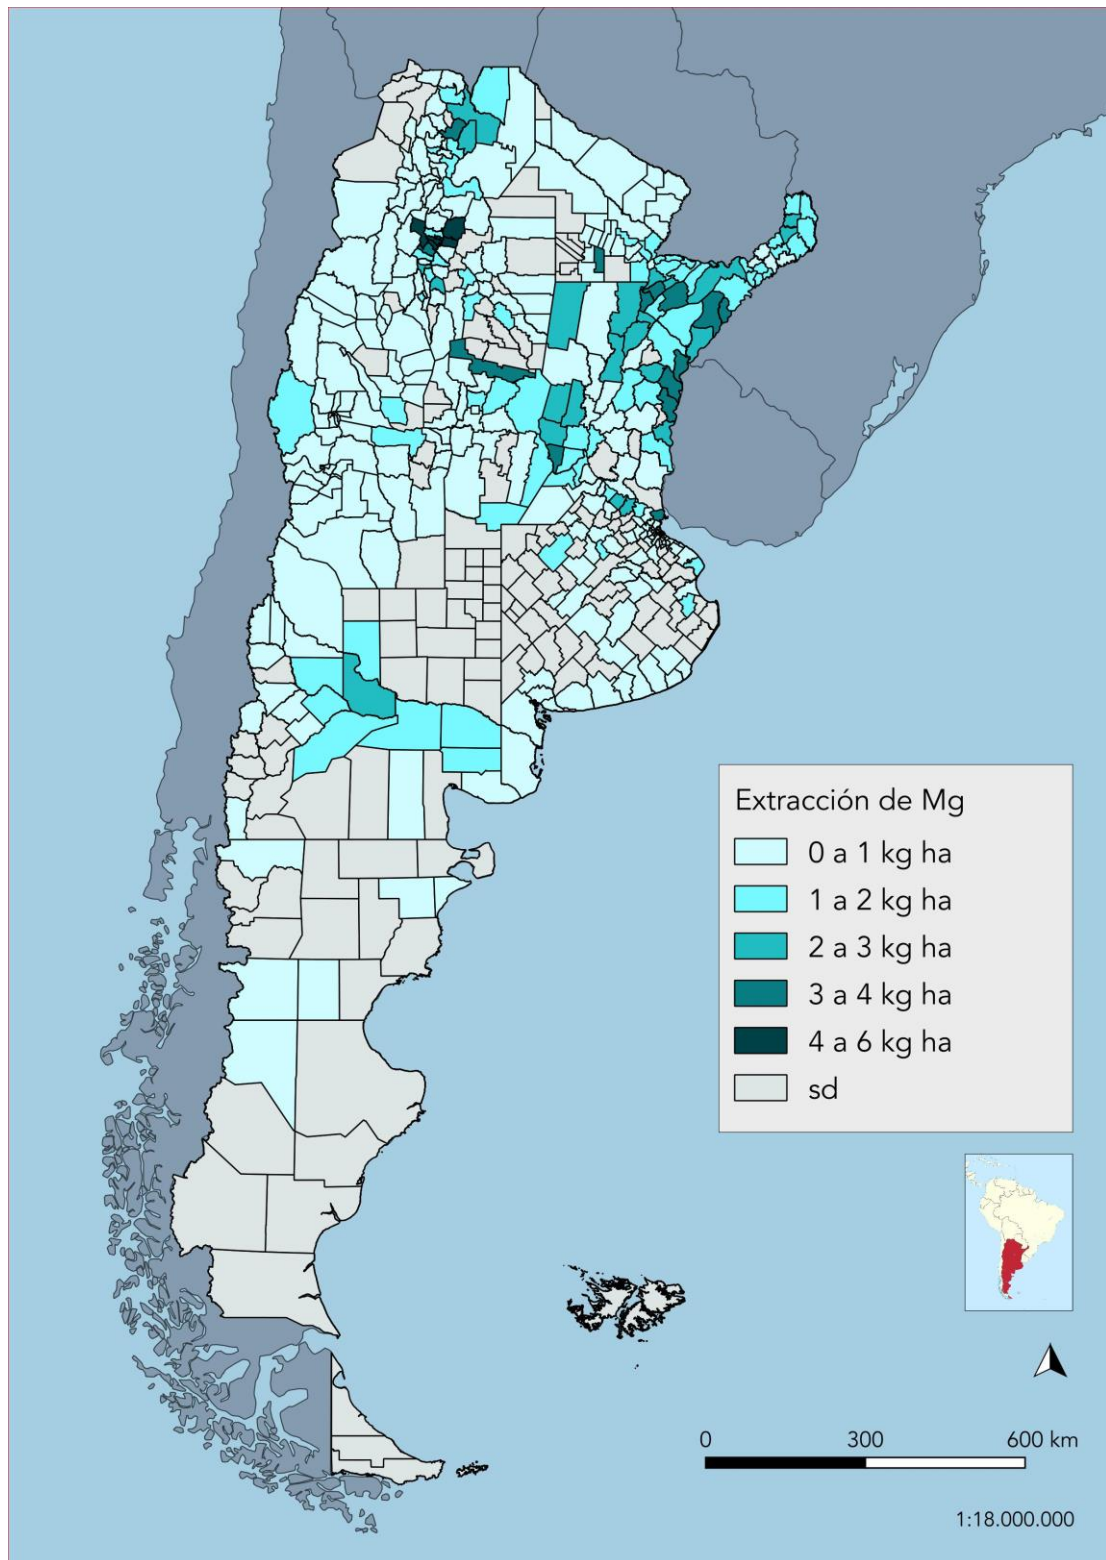 Extracción de Mg
0 a 1 kg ha
1 a 2 kg ha
2 a 3 kg ha
3 a 4 kg ha
4 a 6 kg ha
sd
0 300 600 km
1:18.000.000